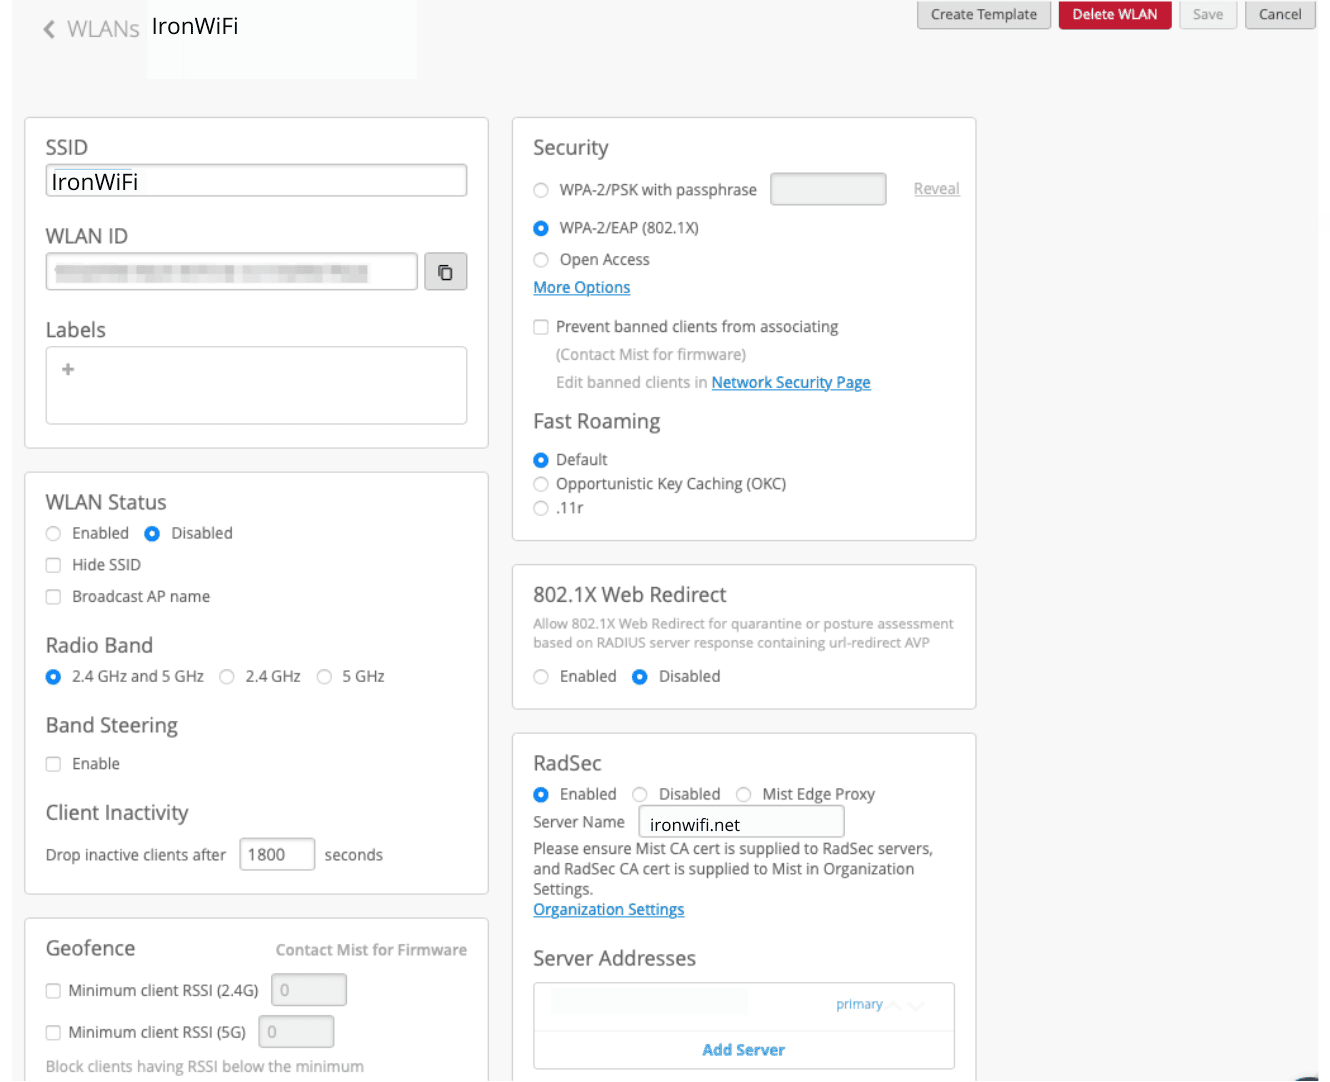 WLANs IronWiFi
Create Template Delete WLAN Save Cancel
SSID
IronWiFi
WLAN ID
Labels
+
WLAN Status
Enabled Disabled
Hide SSID
Broadcast AP name
Radio Band
2.4 GHz and 5 GHz 2.4 GHz 5 GHz
Band Steering
Enable
Client Inactivity
Drop inactive clients after 1800 seconds
Geofence Contact Mist for Firmware
Minimum client RSSI (2.4G) 0
Minimum client RSSI (5G) 0
Block clients having RSSI below the minimum
Security
WPA-2/PSK with passphrase Reveal
WPA-2/EAP (802.1X)
Open Access
More Options
Prevent banned clients from associating
(Contact Mist for firmware)
Edit banned clients in Network Security Page
Fast Roaming
Default
Opportunistic Key Caching (OKC)
.11r
802.1X Web Redirect
Allow 802.1X Web Redirect for quarantine or posture assessment
based on RADIUS server response containing url-redirect AVP
Enabled Disabled
RadSec
Enabled Disabled Mist Edge Proxy
Server Name ironwifi.net
Please ensure Mist CA cert is supplied to RadSec servers,
and RadSec CA cert is supplied to Mist in Organization
Settings.
Organization Settings
Server Addresses
primary
Add Server